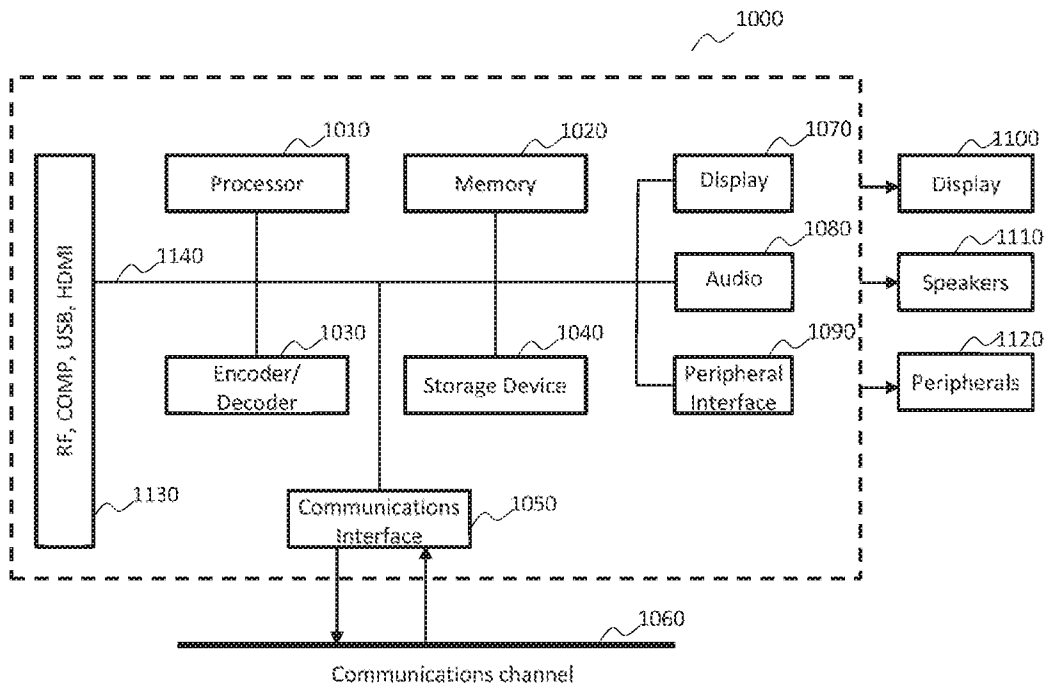 1000
1010
1020
1070
1100
Processor
Memory
Display
Display
RF, COMP, USB, HDMI
1140
1080
1110
Audio
Speakers
1030
1040
1090
1120
Encoder/
Decoder
Storage Device
Peripheral
Interface
Peripherals
1130
Communications
Interface
1050
1060
Communications channel